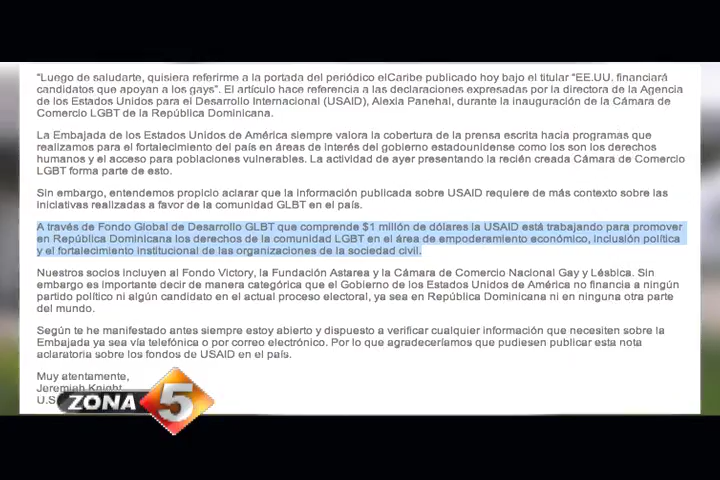 "Luego de saludarte, quisiera referirme a la portada del periódico elCaribe publicado hoy bajo el titular "EE.UU. financiará
candidatos que apoyan a los gays". El artículo hace referencia a las declaraciones expresadas por la directora de la Agencia
de los Estados Unidos para el Desarrollo Internacional (USAID), Alexia Panehal, durante la inauguración de la Cámara de
Comercio LGBT de la República Dominicana.
La Embajada de los Estados Unidos de América siempre valora la cobertura de la prensa escrita hacia programas que
realizamos para el fortalecimiento del país en áreas de interés del gobierno estadounidense como los son los derechos
humanos y el acceso para poblaciones vulnerables. La actividad de ayer presentando la recién creada Cámara de Comercio
LGBT forma parte de esto.
Sin embargo, entendemos propicio aclarar que la información publicada sobre USAID requiere de más contexto sobre las
iniciativas realizadas a favor de la comunidad GLBT en el país.
A través de Fondo Global de Desarrollo GLBT que comprende $1 millón de dólares la USAID está trabajando para promover
en República Dominicana los derechos de la comunidad LGBT en el área de empoderamiento económico, inclusión política
y el fortalecimiento institucional de las organizaciones de la sociedad civil.
Nuestros socios incluyen al Fondo Victory, la Fundación Astarea y la Cámara de Comercio Nacional Gay y Lésbica. Sin
embargo es importante decir de manera categórica que el Gobierno de los Estados Unidos de América no financia a ningún
partido político ni algún candidato en el actual proceso electoral, ya sea en República Dominicana ni en ninguna otra parte
del mundo.
Según te he manifestado antes siempre estoy abierto y dispuesto a verificar cualquier información que necesiten sobre la
Embajada ya sea vía telefónica o por correo electrónico. Por lo que agradeceríamos que pudiesen publicar esta nota
aclaratoria sobre los fondos de USAID en el país.
Muy atentamente,
Jeremiah Knight
U.S
ZONA 5